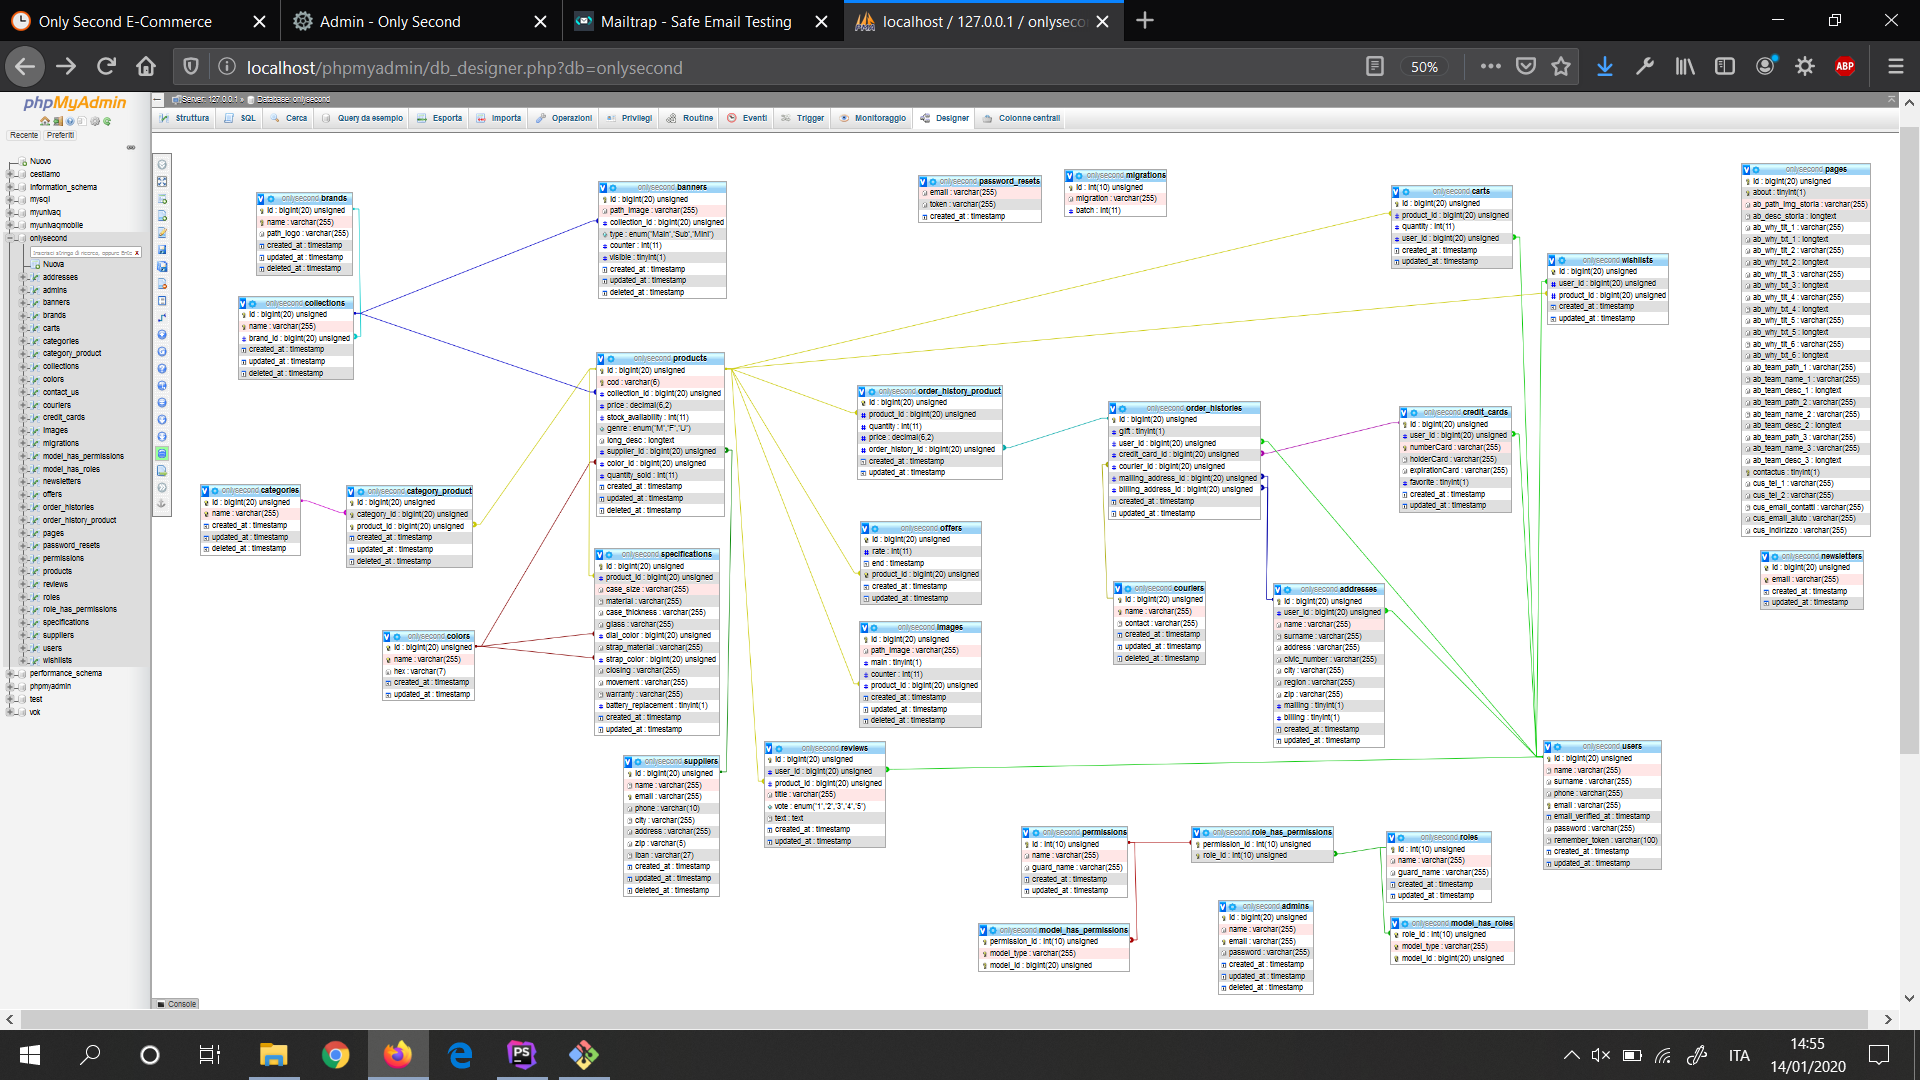 Only Second E-Commerce
Admin - Only Second
Mailtrap - Safe Email Testing
localhost / 127.0.0.1 / onlyseco
localhost/phpmyadmin/db_designer.php?db=onlysecond
50%
ABP
phpMyAdmin
Recente Preferiti
Nuovo
cestiamo
information_schema
mysql
myunivaq
myunivaqmobile
onlysecond
Nuova
addresses
admins
banners
brands
carts
categories
category_product
collections
colors
contact_us
couriers
credit_cards
images
migrations
model_has_permissions
model_has_roles
newsletters
offers
order_histories
order_history_product
pages
password_resets
permissions
products
reviews
roles
role_has_permissions
specifications
suppliers
users
wishlists
performance_schema
phpmyadmin
test
vok
Server: 127.0.0.1 » Database: onlysecond
Struttura SQL Cerca Query da esempio Esporta Importa Operazioni Privilegi Routine Eventi Trigger Monitoraggio Designer Colonne centrali
onlysecond brands
id : bigint(20) unsigned
name : varchar(255)
path_logo : varchar(255)
created_at : timestamp
updated_at : timestamp
deleted_at : timestamp
onlysecond collections
id : bigint(20) unsigned
name : varchar(255)
brand_id : bigint(20) unsigned
created_at : timestamp
updated_at : timestamp
deleted_at : timestamp
onlysecond banners
id : bigint(20) unsigned
path_image : varchar(255)
collection_id : bigint(20) unsigned
type : enum('Main','Sub','Mini')
counter : int(11)
visible : tinyint(1)
created_at : timestamp
updated_at : timestamp
deleted_at : timestamp
onlysecond password_resets
email : varchar(255)
token : varchar(255)
created_at : timestamp
onlysecond migrations
id : int(10) unsigned
migration : varchar(255)
batch : int(11)
onlysecond carts
id : bigint(20) unsigned
product_id : bigint(20) unsigned
quantity : int(11)
user_id : bigint(20) unsigned
created_at : timestamp
updated_at : timestamp
onlysecond wishlists
id : bigint(20) unsigned
user_id : bigint(20) unsigned
product_id : bigint(20) unsigned
created_at : timestamp
updated_at : timestamp
onlysecond pages
id : bigint(20) unsigned
about : tinyint(1)
ab_path_img_storia : varchar(255)
ab_desc_storia : longtext
ab_why_tit_1 : varchar(255)
ab_why_txt_1 : longtext
ab_why_tit_2 : varchar(255)
ab_why_txt_2 : longtext
ab_why_tit_3 : varchar(255)
ab_why_txt_3 : longtext
ab_why_tit_4 : varchar(255)
ab_why_txt_4 : longtext
ab_why_tit_5 : varchar(255)
ab_why_txt_5 : longtext
ab_why_tit_6 : varchar(255)
ab_why_txt_6 : longtext
ab_team_path_1 : varchar(255)
ab_team_name_1 : varchar(255)
ab_team_desc_1 : longtext
ab_team_path_2 : varchar(255)
ab_team_name_2 : varchar(255)
ab_team_desc_2 : longtext
ab_team_path_3 : varchar(255)
ab_team_name_3 : varchar(255)
ab_team_desc_3 : longtext
contactus : tinyint(1)
cus_tel_1 : varchar(255)
cus_tel_2 : varchar(255)
cus_email_contatti : varchar(255)
cus_email_aiuto : varchar(255)
cus_indirizzo : varchar(255)
onlysecond products
id : bigint(20) unsigned
cod : varchar(6)
collection_id : bigint(20) unsigned
price : decimal(6,2)
stock_availability : int(11)
genre : enum('M','F','U')
long_desc : longtext
supplier_id : bigint(20) unsigned
color_id : bigint(20) unsigned
quantity_sold : int(11)
created_at : timestamp
updated_at : timestamp
deleted_at : timestamp
onlysecond order_history_product
id : bigint(20) unsigned
product_id : bigint(20) unsigned
quantity : int(11)
price : decimal(6,2)
order_history_id : bigint(20) unsigned
created_at : timestamp
updated_at : timestamp
onlysecond order_histories
id : bigint(20) unsigned
gift : tinyint(1)
user_id : bigint(20) unsigned
credit_card_id : bigint(20) unsigned
courier_id : bigint(20) unsigned
mailing_address_id : bigint(20) unsigned
billing_address_id : bigint(20) unsigned
created_at : timestamp
updated_at : timestamp
onlysecond credit_cards
id : bigint(20) unsigned
user_id : bigint(20) unsigned
numberCard : varchar(255)
holderCard : varchar(255)
expirationCard : varchar(255)
favorite : tinyint(1)
created_at : timestamp
updated_at : timestamp
onlysecond categories
id : bigint(20) unsigned
name : varchar(255)
created_at : timestamp
updated_at : timestamp
deleted_at : timestamp
onlysecond category_product
id : bigint(20) unsigned
category_id : bigint(20) unsigned
product_id : bigint(20) unsigned
created_at : timestamp
updated_at : timestamp
deleted_at : timestamp
onlysecond offers
id : bigint(20) unsigned
rate : int(11)
end : timestamp
product_id : bigint(20) unsigned
created_at : timestamp
updated_at : timestamp
onlysecond newsletters
id : bigint(20) unsigned
email : varchar(255)
created_at : timestamp
updated_at : timestamp
onlysecond specifications
id : bigint(20) unsigned
product_id : bigint(20) unsigned
case_size : varchar(255)
material : varchar(255)
case_thickness : varchar(255)
glass : varchar(255)
dial_color : bigint(20) unsigned
strap_material : varchar(255)
strap_color : bigint(20) unsigned
closing : varchar(255)
movement : varchar(255)
warranty : varchar(255)
battery_replacement : tinyint(1)
created_at : timestamp
updated_at : timestamp
onlysecond couriers
id : bigint(20) unsigned
name : varchar(255)
contact : varchar(255)
created_at : timestamp
updated_at : timestamp
deleted_at : timestamp
onlysecond addresses
id : bigint(20) unsigned
user_id : bigint(20) unsigned
name : varchar(255)
surname : varchar(255)
address : varchar(255)
civic_number : varchar(255)
city : varchar(255)
region : varchar(255)
zip : varchar(255)
mailing : tinyint(1)
billing : tinyint(1)
created_at : timestamp
updated_at : timestamp
onlysecond colors
id : bigint(20) unsigned
name : varchar(255)
hex : varchar(7)
created_at : timestamp
updated_at : timestamp
onlysecond images
id : bigint(20) unsigned
path_image : varchar(255)
main : tinyint(1)
counter : int(11)
product_id : bigint(20) unsigned
created_at : timestamp
updated_at : timestamp
deleted_at : timestamp
onlysecond suppliers
id : bigint(20) unsigned
name : varchar(255)
email : varchar(255)
phone : varchar(10)
city : varchar(255)
address : varchar(255)
zip : varchar(5)
iban : varchar(27)
created_at : timestamp
updated_at : timestamp
deleted_at : timestamp
onlysecond reviews
id : bigint(20) unsigned
user_id : bigint(20) unsigned
product_id : bigint(20) unsigned
title : varchar(255)
vote : enum('1','2','3','4','5')
text : text
created_at : timestamp
updated_at : timestamp
onlysecond users
id : bigint(20) unsigned
name : varchar(255)
surname : varchar(255)
phone : varchar(255)
email : varchar(255)
email_verified_at : timestamp
password : varchar(255)
remember_token : varchar(100)
created_at : timestamp
updated_at : timestamp
onlysecond permissions
id : int(10) unsigned
name : varchar(255)
guard_name : varchar(255)
created_at : timestamp
updated_at : timestamp
onlysecond role_has_permissions
permission_id : int(10) unsigned
role_id : int(10) unsigned
onlysecond roles
id : int(10) unsigned
name : varchar(255)
guard_name : varchar(255)
created_at : timestamp
updated_at : timestamp
onlysecond model_has_permissions
permission_id : int(10) unsigned
model_type : varchar(255)
model_id : bigint(20) unsigned
onlysecond admins
id : bigint(20) unsigned
name : varchar(255)
email : varchar(255)
password : varchar(255)
created_at : timestamp
updated_at : timestamp
deleted_at : timestamp
onlysecond model_has_roles
role_id : int(10) unsigned
model_type : varchar(255)
model_id : bigint(20) unsigned
Console
PS
ITA
14:55
14/01/2020